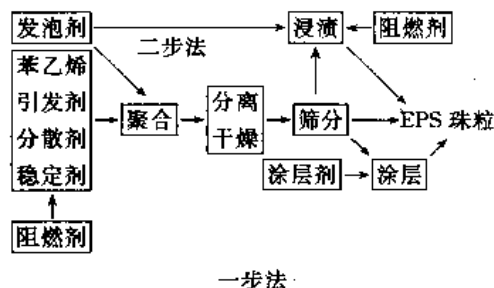 发泡剂
浸渍
阻燃剂
二步法
苯乙烯
引发剂
分散剂
稳定剂
聚合
分离
干燥
筛分
EPS 珠粒
涂层剂
涂层
阻燃剂
一步法